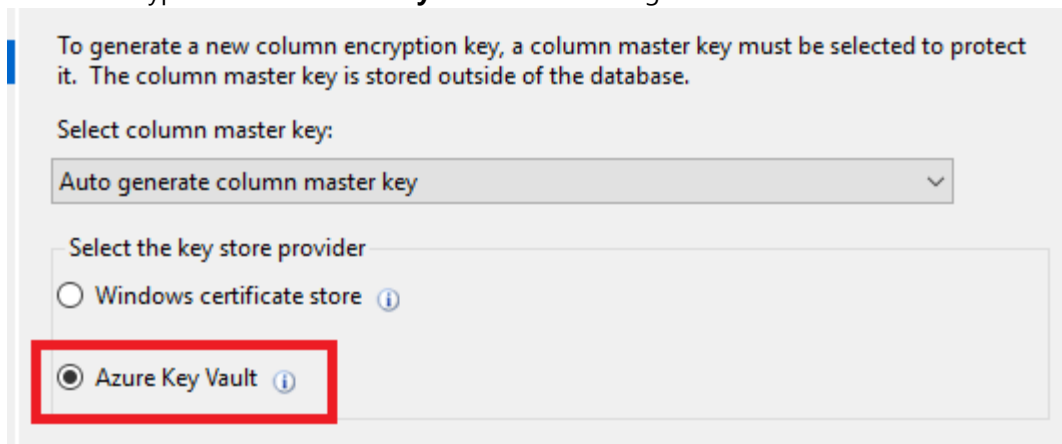 To generate a new column encryption key, a column master key must be selected to protect
it. The column master key is stored outside of the database.
Select column master key:
Auto generate column master key
Select the key store provider
Windows certificate store
Azure Key Vault